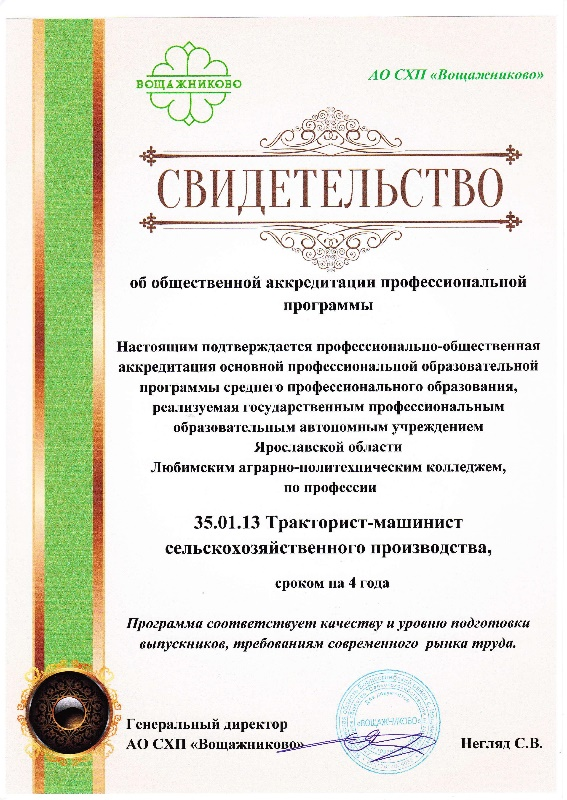 ВОЩАЖНИКОВО
АО СХП «Вощажниково»
СВИДЕТЕЛЬСТВО
об общественной аккредитации профессиональной
программы
Настоящим подтверждается профессионально-общественная
аккредитация основной профессиональной образовательной
программы среднего профессионального образования,
реализуемая государственным профессиональным
образовательным автономным учреждением
Ярославской области
Любимским аграрно-политехническим колледжем,
по профессии
35.01.13 Тракторист-машинист
сельскохозяйственного производства,
сроком на 4 года
Программа соответствует качеству и уровню подготовки
выпускников, требованиям современного рынка труда.
«ВОЩАЖНИКОВО»
Генеральный директор
АО СХП «Вощажниково» Негляд С.В.